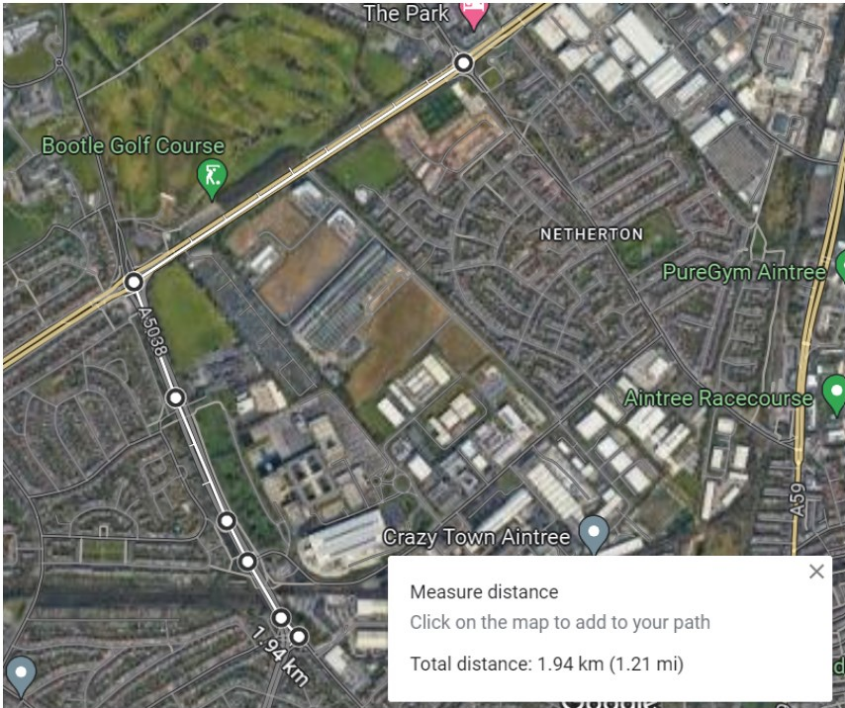 The Park
Bootle Golf Course
NETHERTON
PureGym Aintree
A5038
Aintree Racecourse
A59
Crazy Town Aintree
1.94 km
Measure distance
Click on the map to add to your path
Total distance: 1.94 km (1.21 mi)